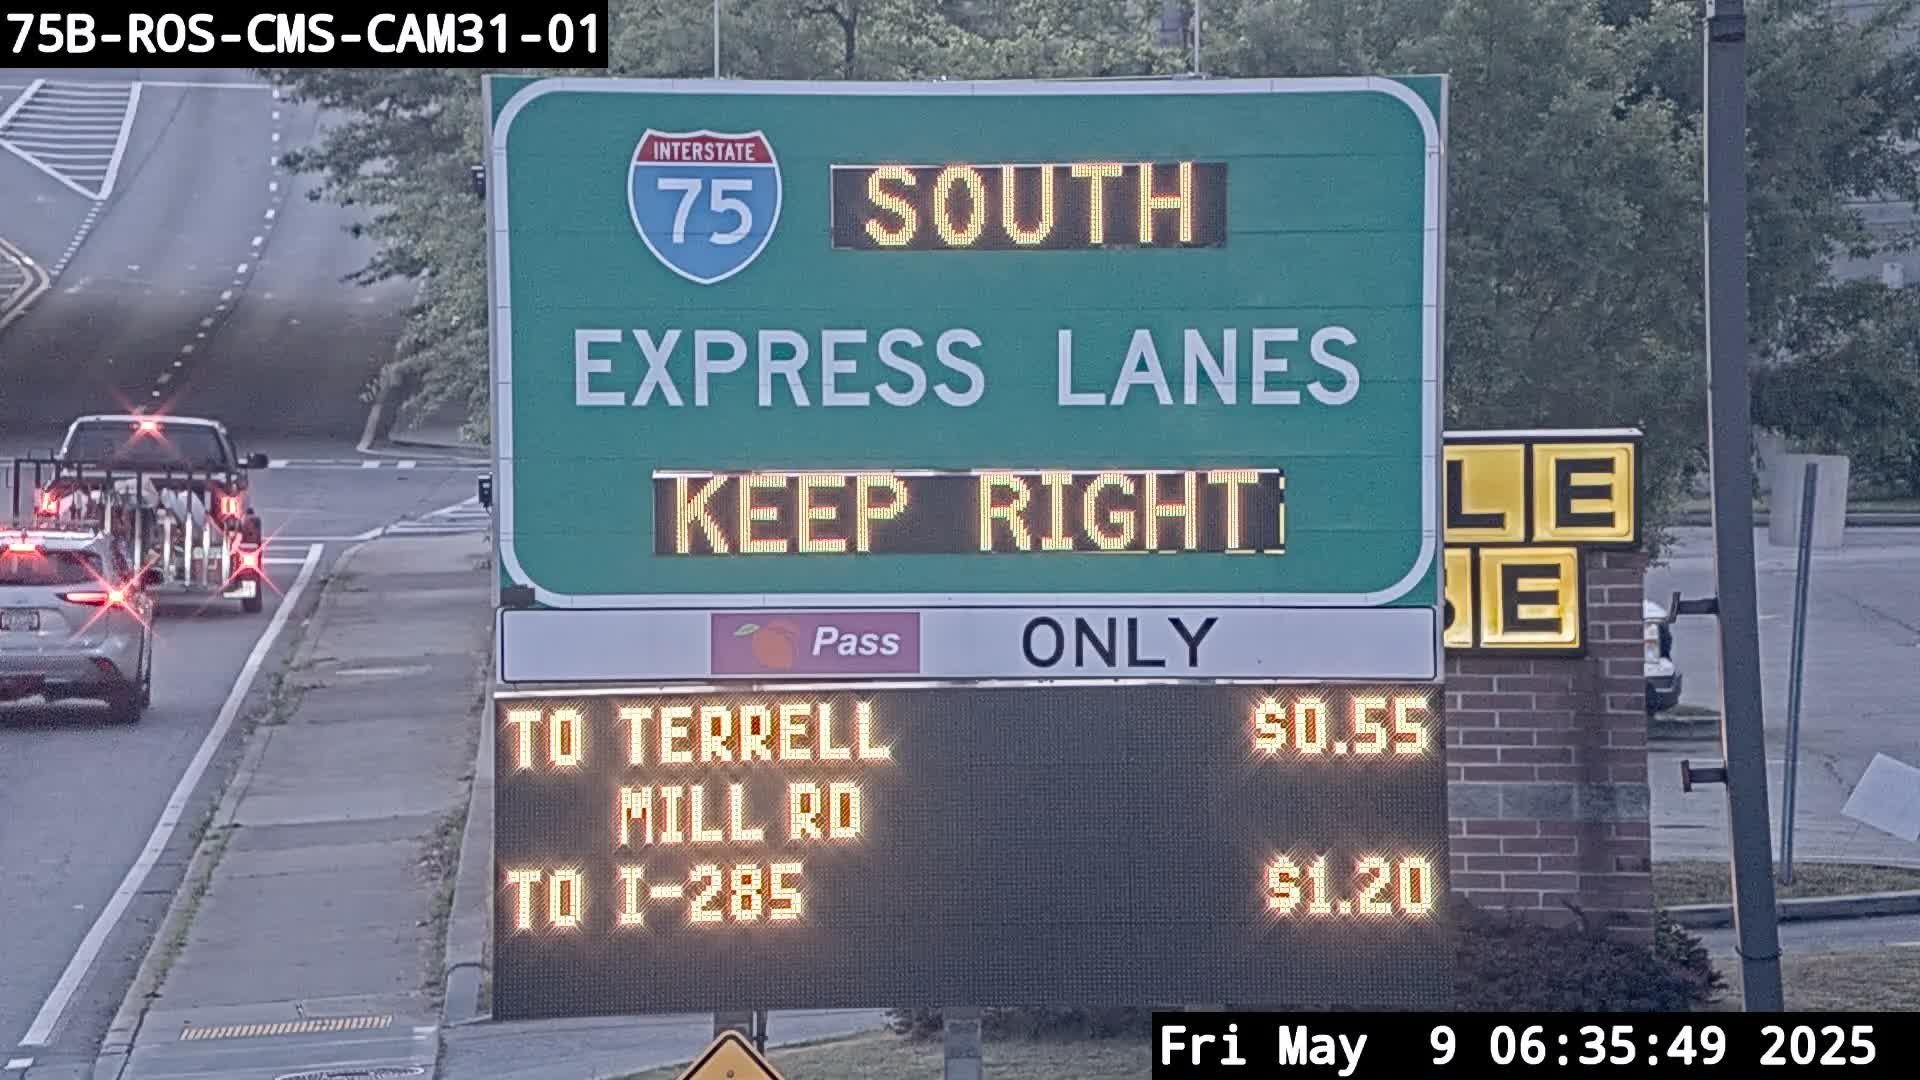 75B-ROS-CMS-CAM31-01
INTERSTATE
75
SOUTH
EXPRESS LANES
KEEP RIGHT
Pass ONLY
TO TERRELL $0.55
MILL RD
TO I-285 $1.20
LE
E
Fri May 9 06:35:49 2025